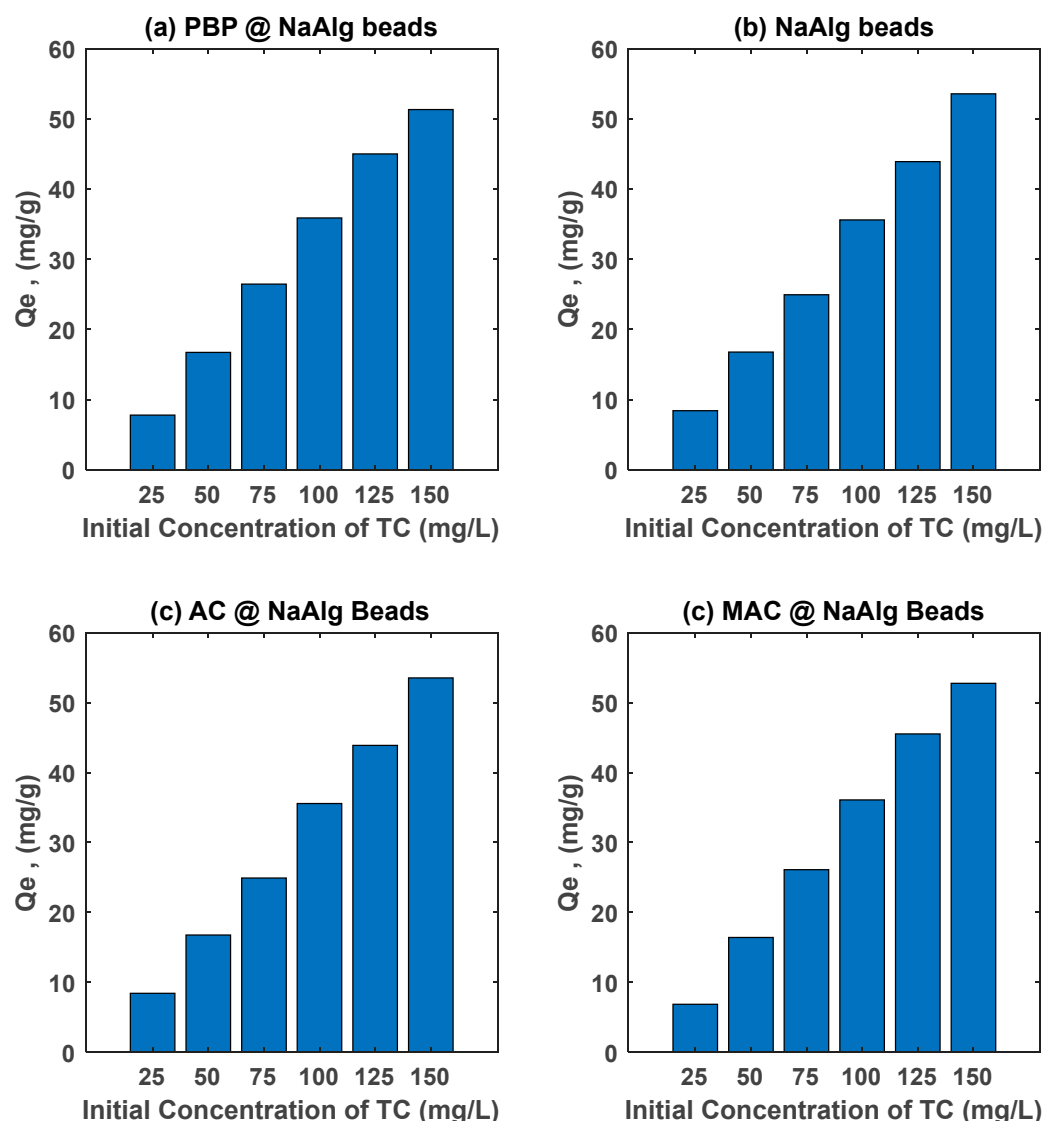 (a) PBP @ NaAlg beads
60
50
40
30
20
10
0
Qe , (mg/g)
25 50 75 100 125 150
Initial Concentration of TC (mg/L)
(b) NaAlg beads
60
50
40
30
20
10
0
Qe , (mg/g)
25 50 75 100 125 150
Initial Concentration of TC (mg/L)
(c) AC @ NaAlg Beads
60
50
40
30
20
10
0
Qe , (mg/g)
25 50 75 100 125 150
Initial Concentration of TC (mg/L)
(c) MAC @ NaAlg Beads
60
50
40
30
20
10
0
Qe , (mg/g)
25 50 75 100 125 150
Initial Concentration of TC (mg/L)